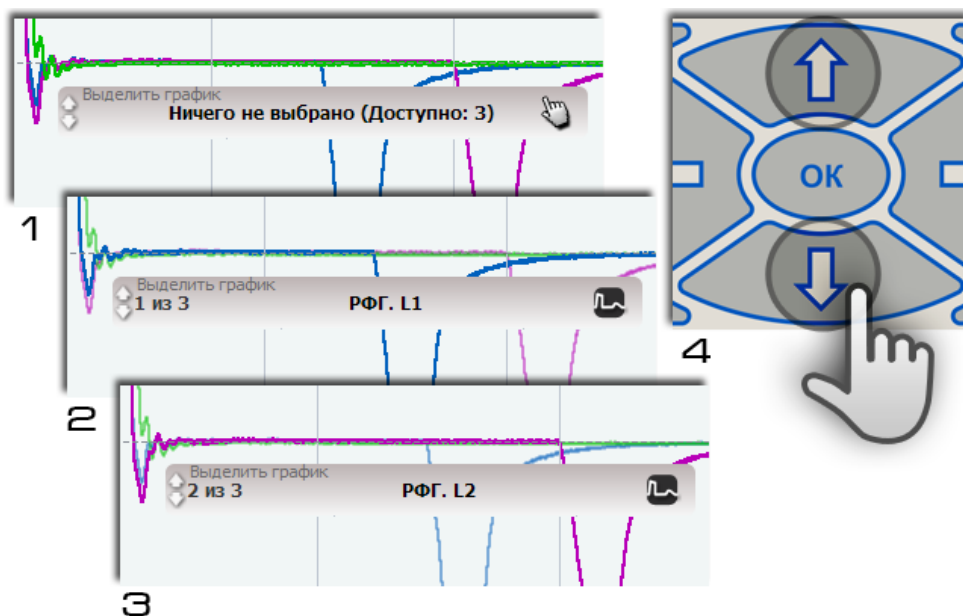 Выделить график
Ничего не выбрано (Доступно: 3)
1
Выделить график
1 из 3 РФГ. L1
2
Выделить график
2 из 3 РФГ. L2
3
ОК
4